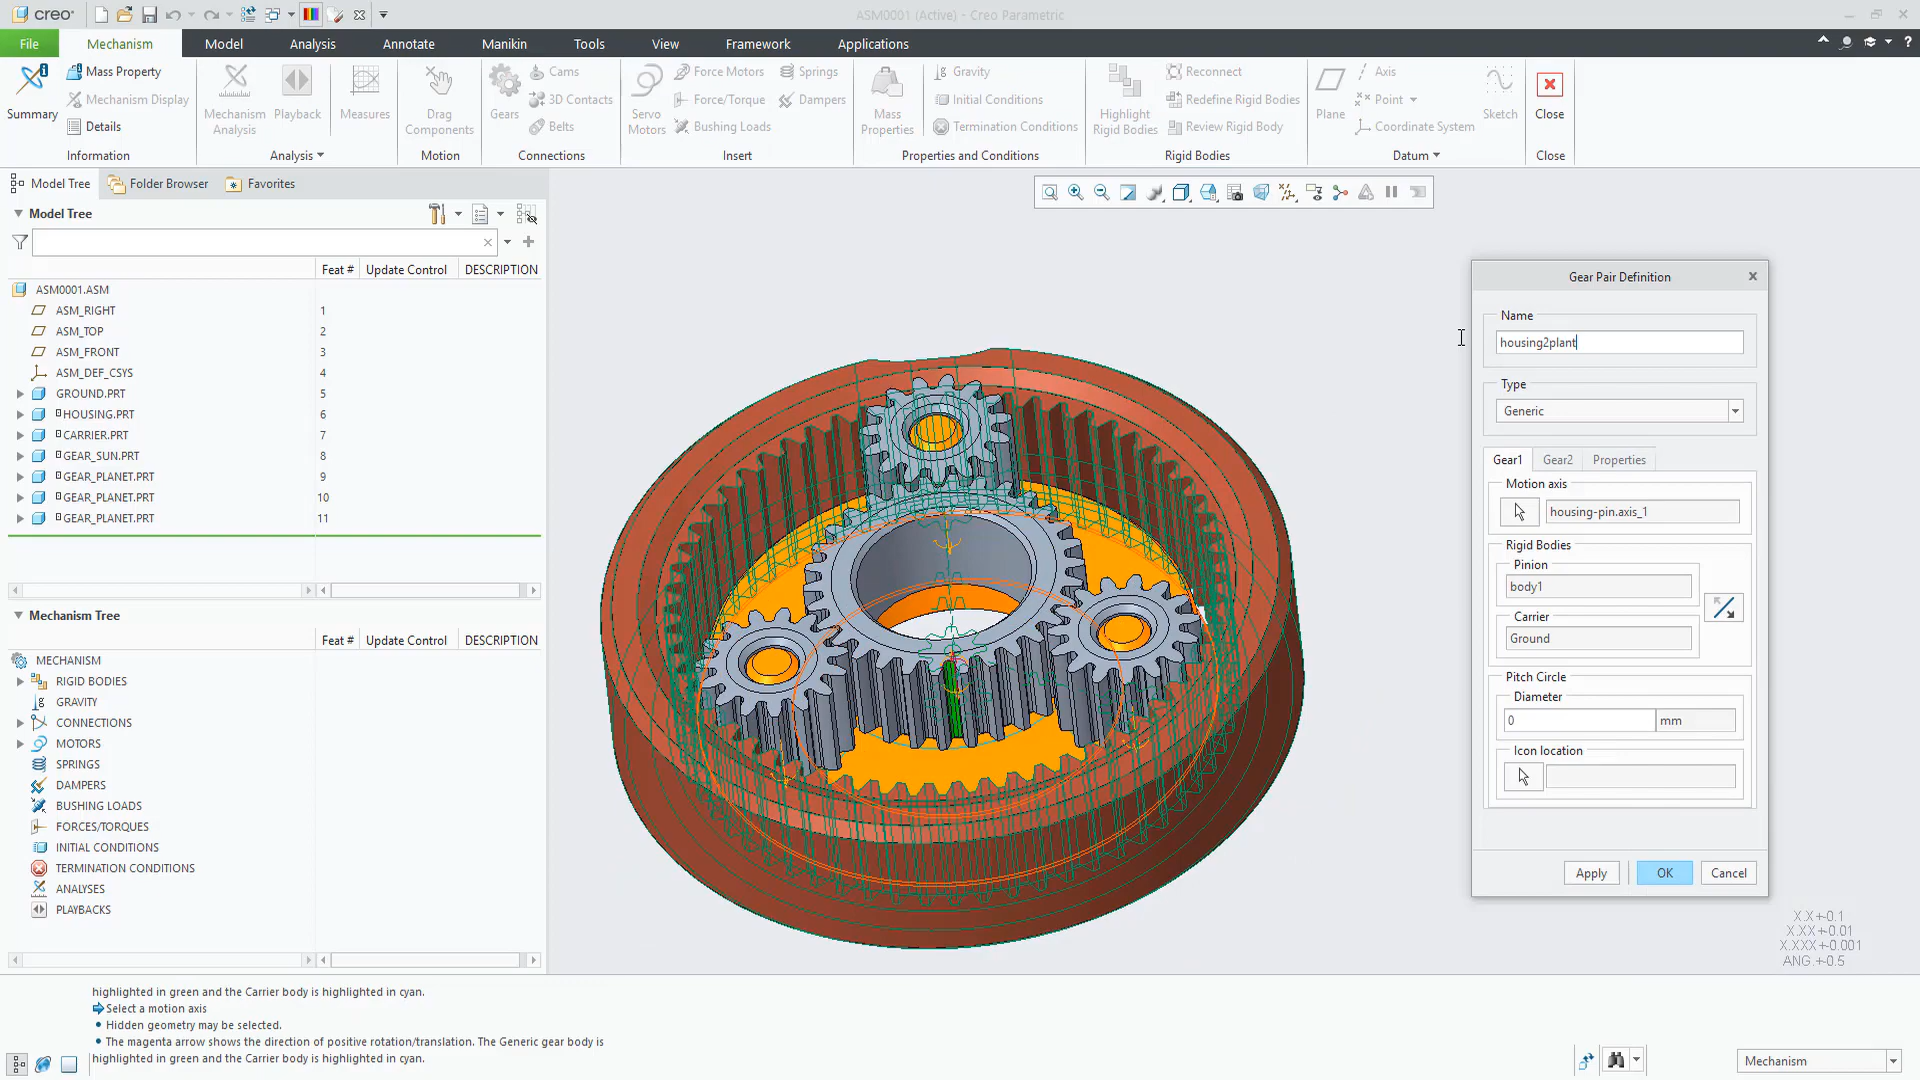 creo
ASM0001 (Active) - Creo Parametric
File Mechanism Model Analysis Annotate Manikin Tools View Framework Applications
Summary
Mass Property
Mechanism Display
Details
Information
Mechanism Analysis
Playback
Measures
Analysis
Drag Components
Motion
Gears
Cams
3D Contacts
Belts
Connections
Servo Motors
Force Motors
Force/Torque
Bushing Loads
Springs
Dampers
Insert
Mass Properties
Gravity
Initial Conditions
Termination Conditions
Properties and Conditions
Highlight Rigid Bodies
Reconnect
Redefine Rigid Bodies
Review Rigid Body
Rigid Bodies
Plane
Axis
Point
Coordinate System
Sketch
Datum
Close
Close
Model Tree Folder Browser Favorites
Model Tree
Feat # Update Control DESCRIPTION
ASM0001.ASM
ASM_RIGHT 1
ASM_TOP 2
ASM_FRONT 3
ASM_DEF_CSYS 4
GROUND.PRT 5
HOUSING.PRT 6
CARRIER.PRT 7
GEAR_SUN.PRT 8
GEAR_PLANET.PRT 9
GEAR_PLANET.PRT 10
GEAR_PLANET.PRT 11
Mechanism Tree
Feat # Update Control DESCRIPTION
MECHANISM
RIGID BODIES
GRAVITY
CONNECTIONS
MOTORS
SPRINGS
DAMPERS
BUSHING LOADS
FORCES/TORQUES
INITIAL CONDITIONS
TERMINATION CONDITIONS
ANALYSES
PLAYBACKS
Gear Pair Definition
Name
housing2plant
Type
Generic
Gear1 Gear2 Properties
Motion axis
housing-pin.axis_1
Rigid Bodies
Pinion
body1
Carrier
Ground
Pitch Circle
Diameter
0 mm
Icon location
Apply OK Cancel
X.X+-0.1
X.XX+-0.01
X.XXX+-0.001
ANG.+-0.5
highlighted in green and the Carrier body is highlighted in cyan.
Select a motion axis
• Hidden geometry may be selected.
• The magenta arrow shows the direction of positive rotation/translation. The Generic gear body is
highlighted in green and the Carrier body is highlighted in cyan.
Mechanism